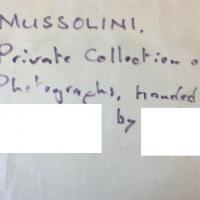 MUSSOLINI.
Private Collection o
Photographs, handed
by